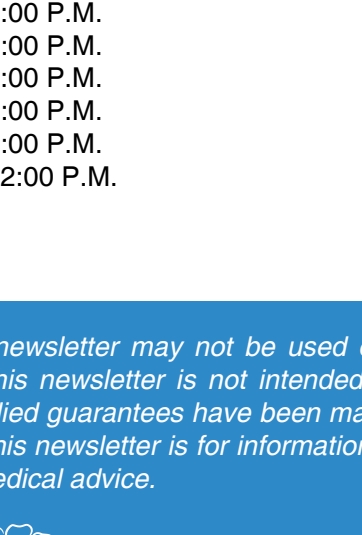 :00 P.M.
:00 P.M.
:00 P.M.
:00 P.M.
:00 P.M.
2:00 P.M.
newsletter may not be used
his newsletter is not intended
lied guarantees have been ma
his newsletter is for information
edical advice.